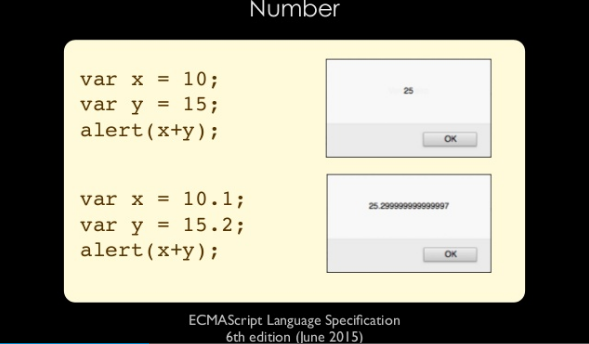 Number
var x = 10;
var y = 15;
alert(x+y);
25
OK
var x = 10.1;
var y = 15.2;
alert(x+y);
25.299999999999997
OK
ECMAScript Language Specification
6th edition (June 2015)